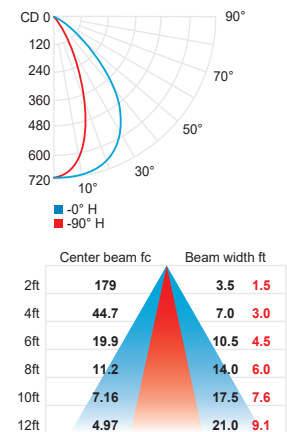 CD 0
90°
120
240
70°
360
480
50°
600
30°
720
10°
-0° H
-90° H
Center beam fc Beam width ft
2ft 179 3.5 1.5
4ft 44.7 7.0 3.0
6ft 19.9 10.5 4.5
8ft 11.2 14.0 6.0
10ft 7.16 17.5 7.6
12ft 4.97 21.0 9.1